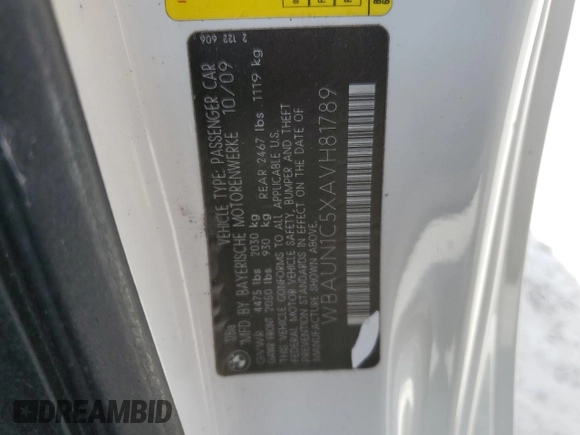 2 122 606
VEHICLE TYPE: PASSENGER CAR
MFD BY BAYERISCHE MOTORENWERKE 10/09
GVWR 4475 lbs 2030 kg
GAWR FRONT 2050 lbs 930 kg REAR 2467 lbs 1119 kg
THIS VEHICLE CONFORMS TO ALL APPLICABLE U.S.
FEDERAL MOTOR VEHICLE SAFETY, BUMPER AND THEFT
PREVENTION STANDARDS IN EFFECT ON THE DATE OF
MANUFACTURE SHOWN ABOVE.
WBAUN1C5XAVH81789
DREAMBID